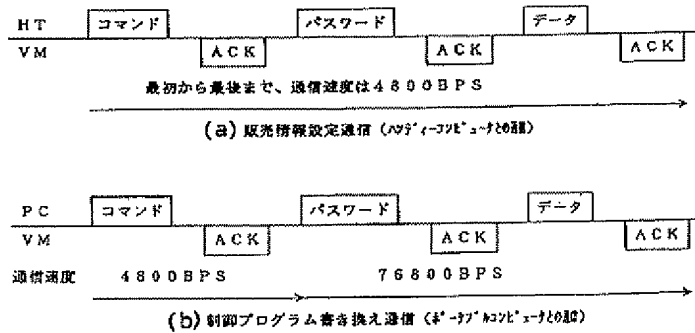 HT コマンド パスワード データ
VM ACK ACK ACK
最初から最後まで、通信速度は4800BPS
(a) 販売情報設定通信 (ハンディーコンピュータとの通信)
PC コマンド パスワード データ
VM ACK ACK ACK
通信速度 4800BPS 76800BPS
(b) 制御プログラム書き換え通信 (ポータブルコンピュータとの通信)